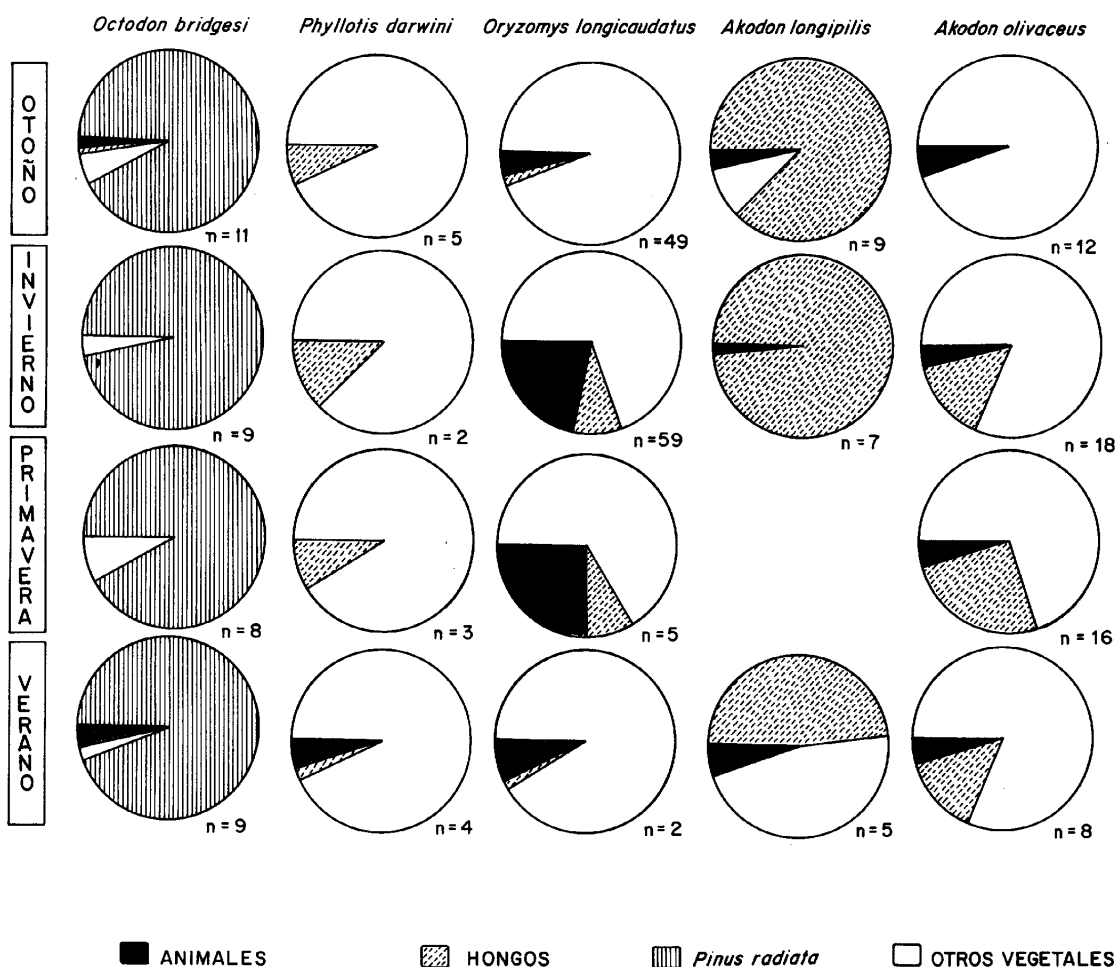 Octodon bridgesi Phyllotis darwini Oryzomys longicaudatus Akodon longipilis Akodon olivaceus
OTOÑO
n=11 n=5 n=49 n=9 n=12
INVIERNO
n=9 n=2 n=59 n=7 n=18
PRIMAVERA
n=8 n=3 n=5 n=16
VERANO
n=9 n=4 n=2 n=5 n=8
ANIMALES HONGOS Pinus radiata OTROS VEGETALES